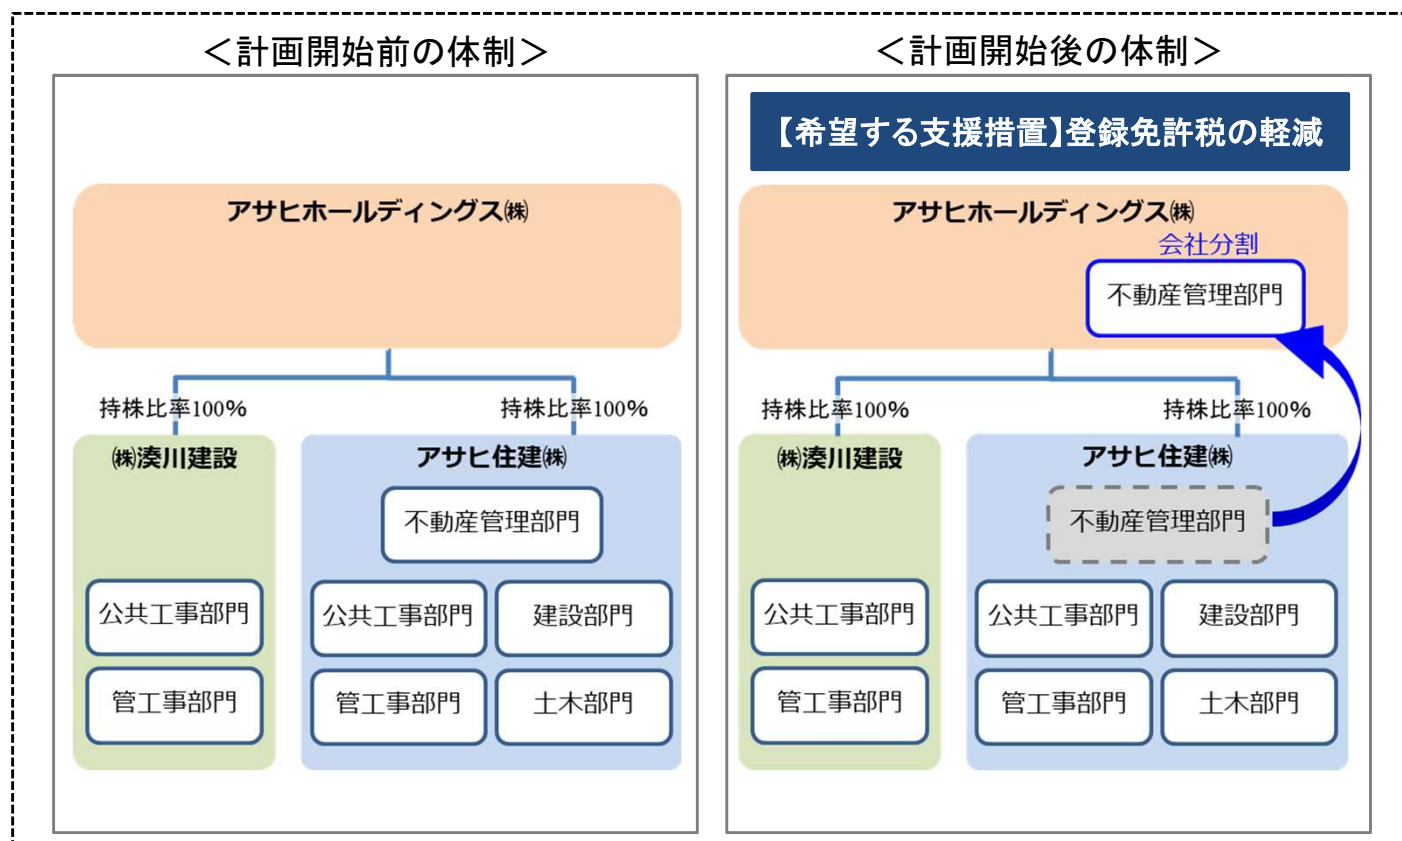 ＜計画開始前の体制＞
アサヒホールディングス㈱
持株比率100%
持株比率100%
㈱湊川建設
アサヒ住建㈱
不動産管理部門
公共工事部門
公共工事部門
建設部門
管工事部門
管工事部門
土木部門
＜計画開始後の体制＞
【希望する支援措置】登録免許税の軽減
アサヒホールディングス㈱
会社分割
不動産管理部門
持株比率100%
持株比率100%
㈱湊川建設
アサヒ住建㈱
不動産管理部門
公共工事部門
公共工事部門
建設部門
管工事部門
管工事部門
土木部門